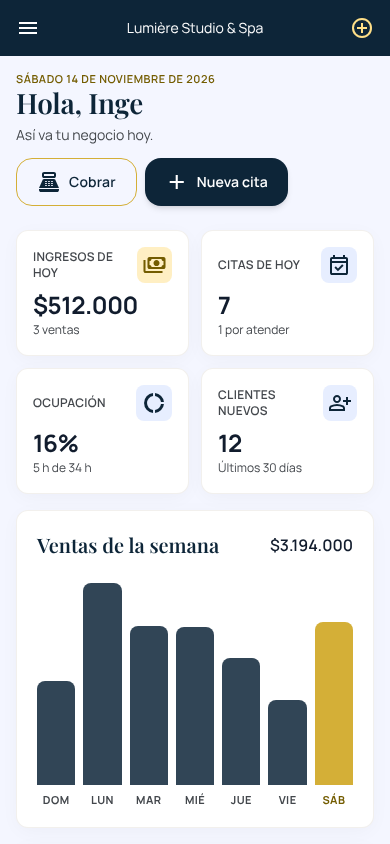 Lumière Studio & Spa
SÁBADO 14 DE NOVIEMBRE DE 2026
Hola, Inge
Así va tu negocio hoy.
Cobrar
Nueva cita
INGRESOS DE
HOY
$512.000
3 ventas
CITAS DE HOY
7
1 por atender
OCUPACIÓN
16%
5 h de 34 h
CLIENTES
NUEVOS
12
Últimos 30 días
Ventas de la semana
$3.194.000
DOM LUN MAR MIÉ JUE VIE SÁB